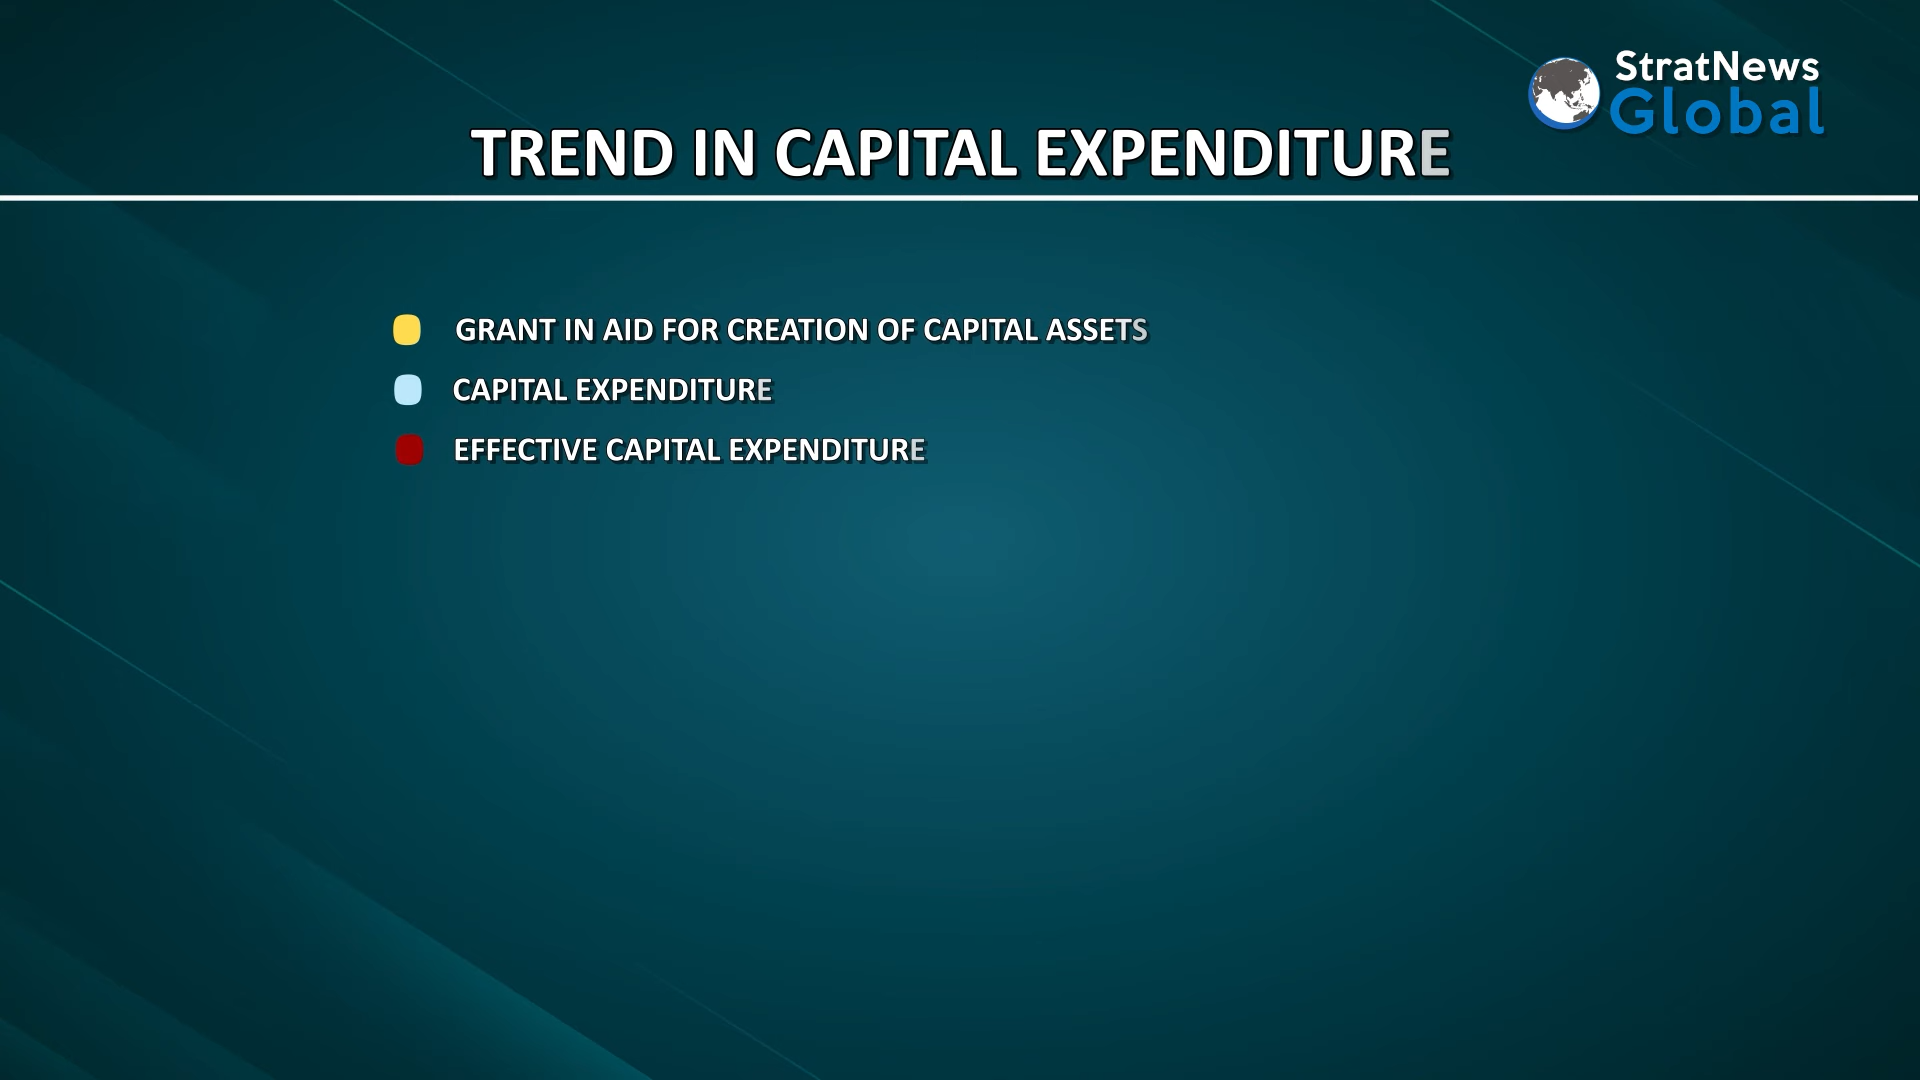 StratNews
Global
TREND IN CAPITAL EXPENDITURE
GRANT IN AID FOR CREATION OF CAPITAL ASSETS
CAPITAL EXPENDITURE
EFFECTIVE CAPITAL EXPENDITURE